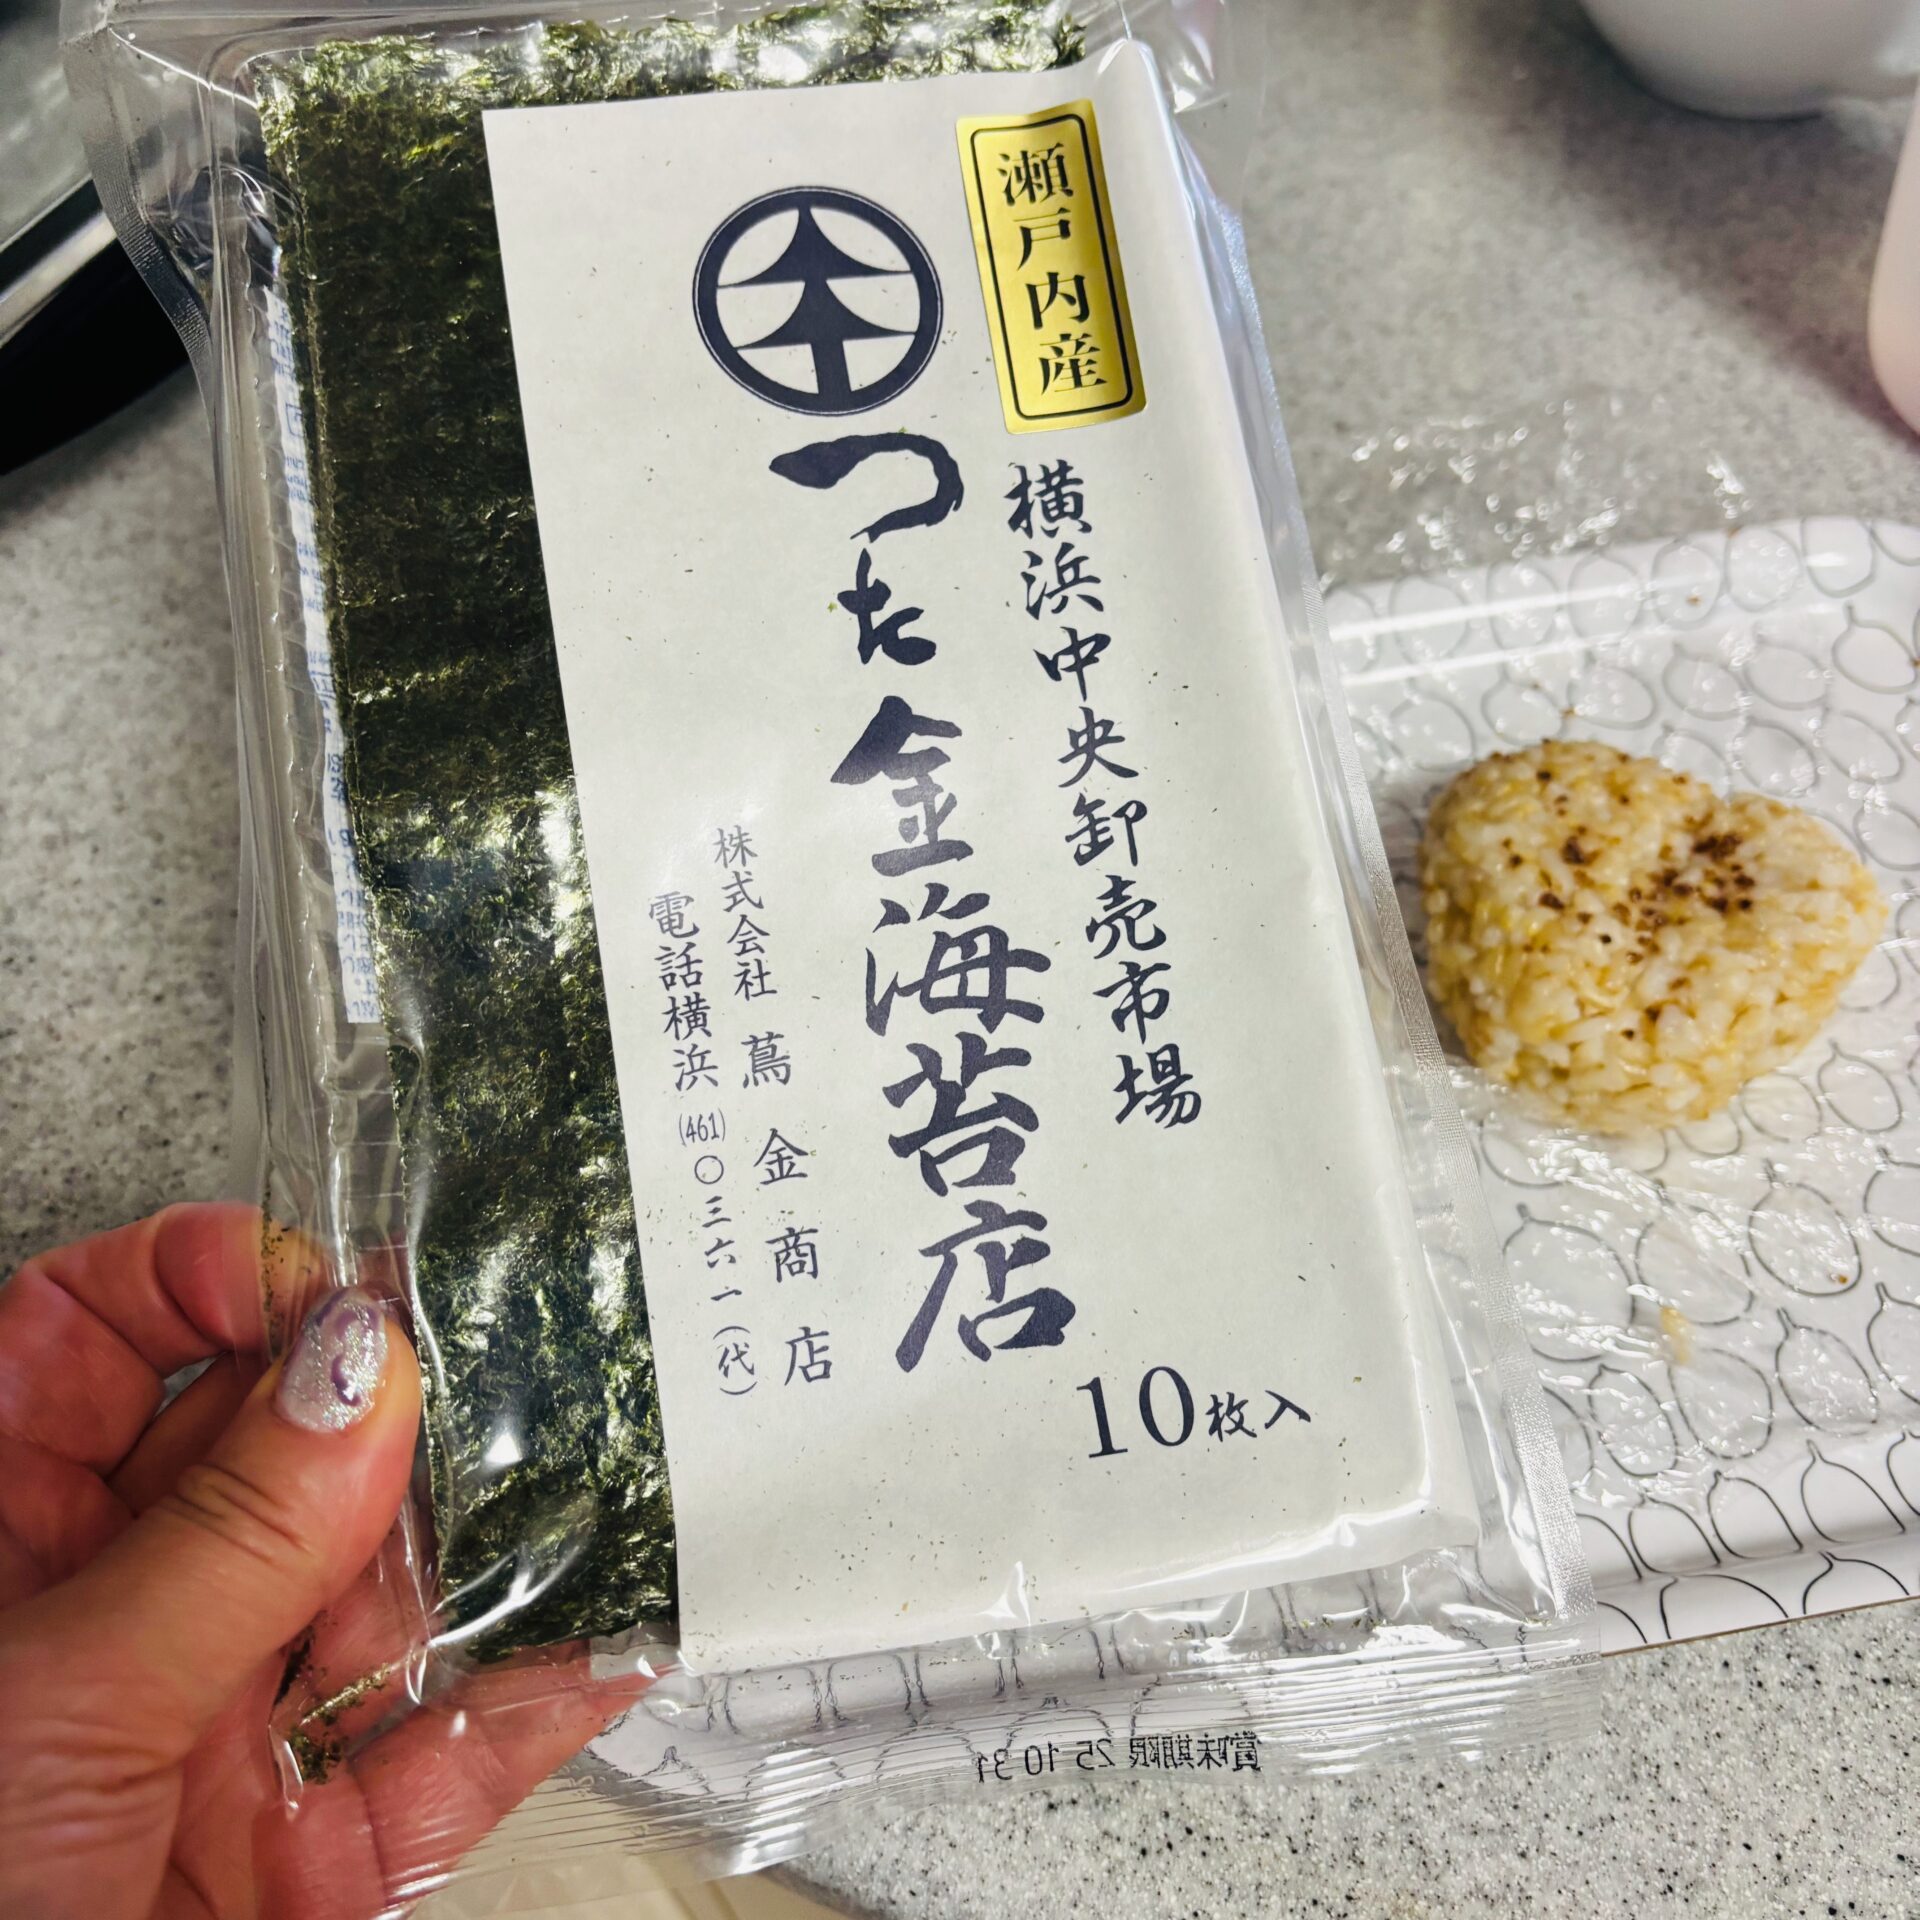 瀬戸内産
横浜中央卸売市場
つた金海苔店
10枚入
株式会社 蔦金商店
電話横浜(461)〇三六一(代)
賞味期限 25 10 31